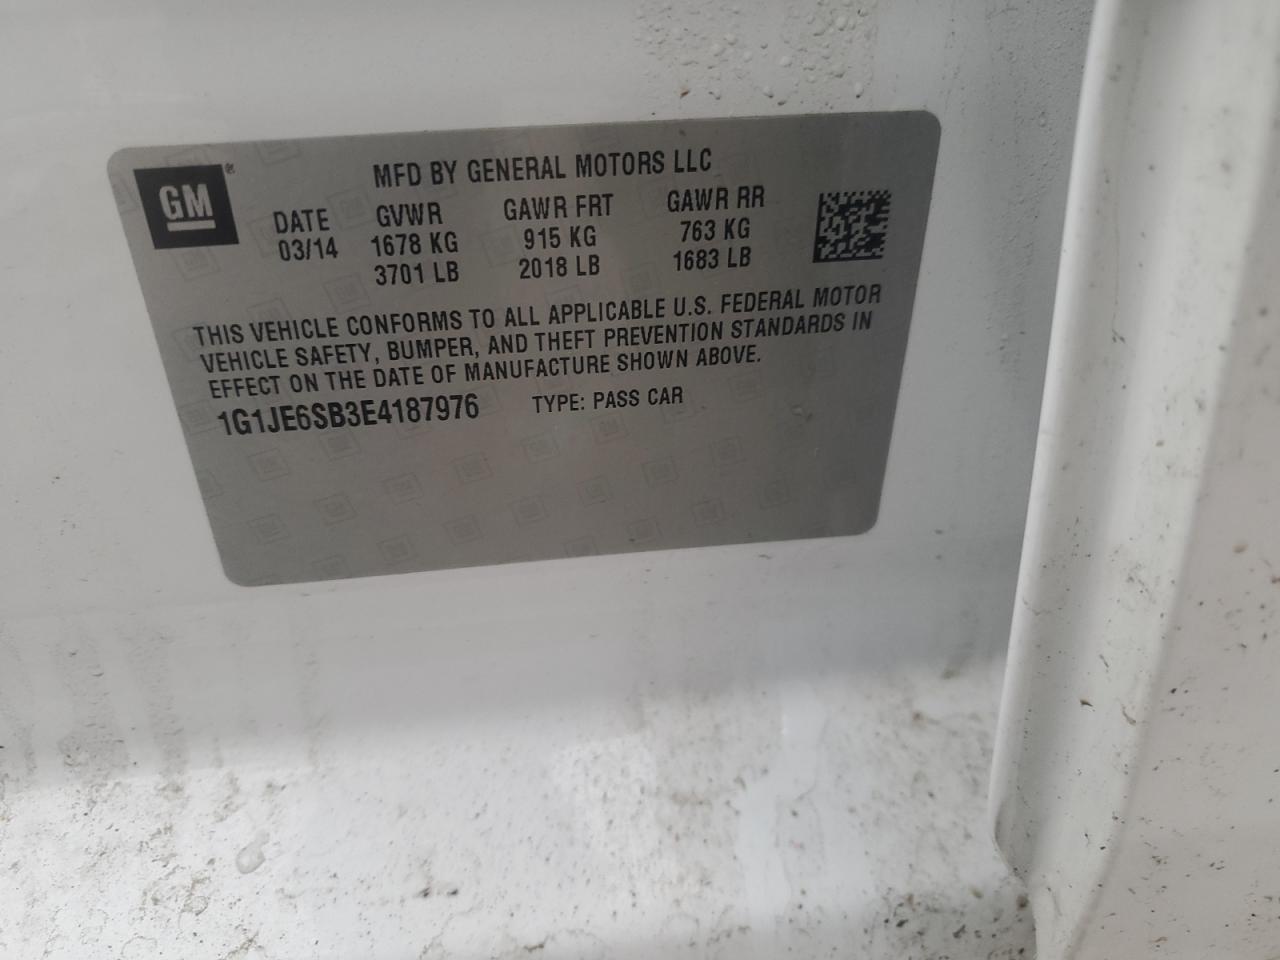 GM®
MFD BY GENERAL MOTORS LLC
DATE GVWR GAWR FRT GAWR RR
03/14 1678 KG 915 KG 763 KG
3701 LB 2018 LB 1683 LB
THIS VEHICLE CONFORMS TO ALL APPLICABLE U.S. FEDERAL MOTOR
VEHICLE SAFETY, BUMPER, AND THEFT PREVENTION STANDARDS IN
EFFECT ON THE DATE OF MANUFACTURE SHOWN ABOVE.
1G1JE6SB3E4187976 TYPE: PASS CAR